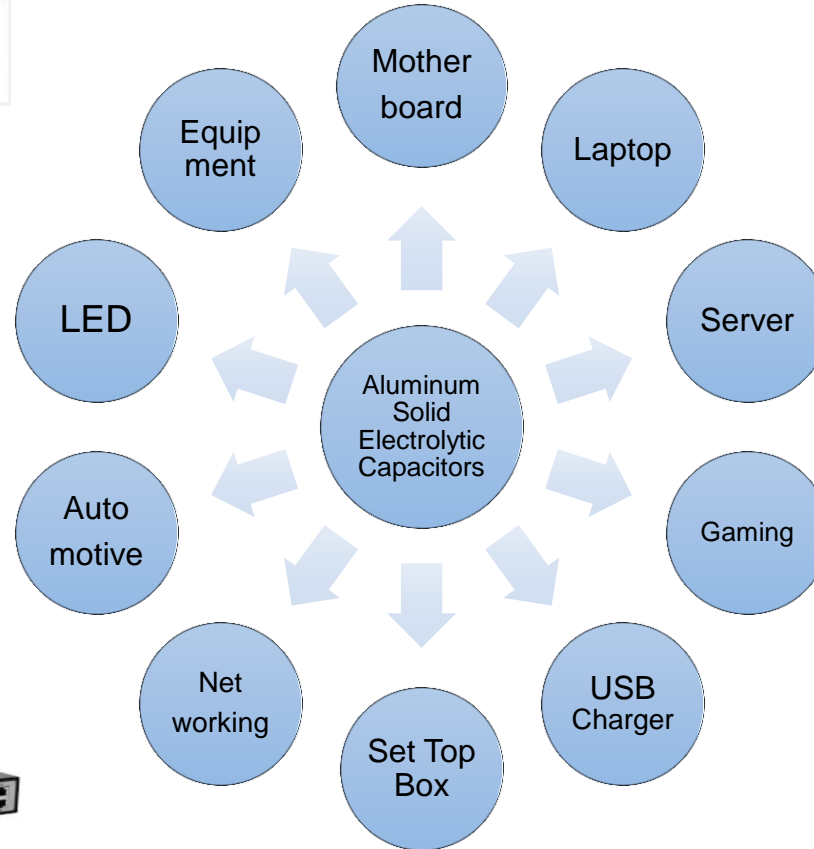 Mother
board
Laptop
Server
Gaming
USB
Charger
Set Top
Box
Net
working
Auto
motive
LED
Equip
ment
Aluminum
Solid
Electrolytic
Capacitors